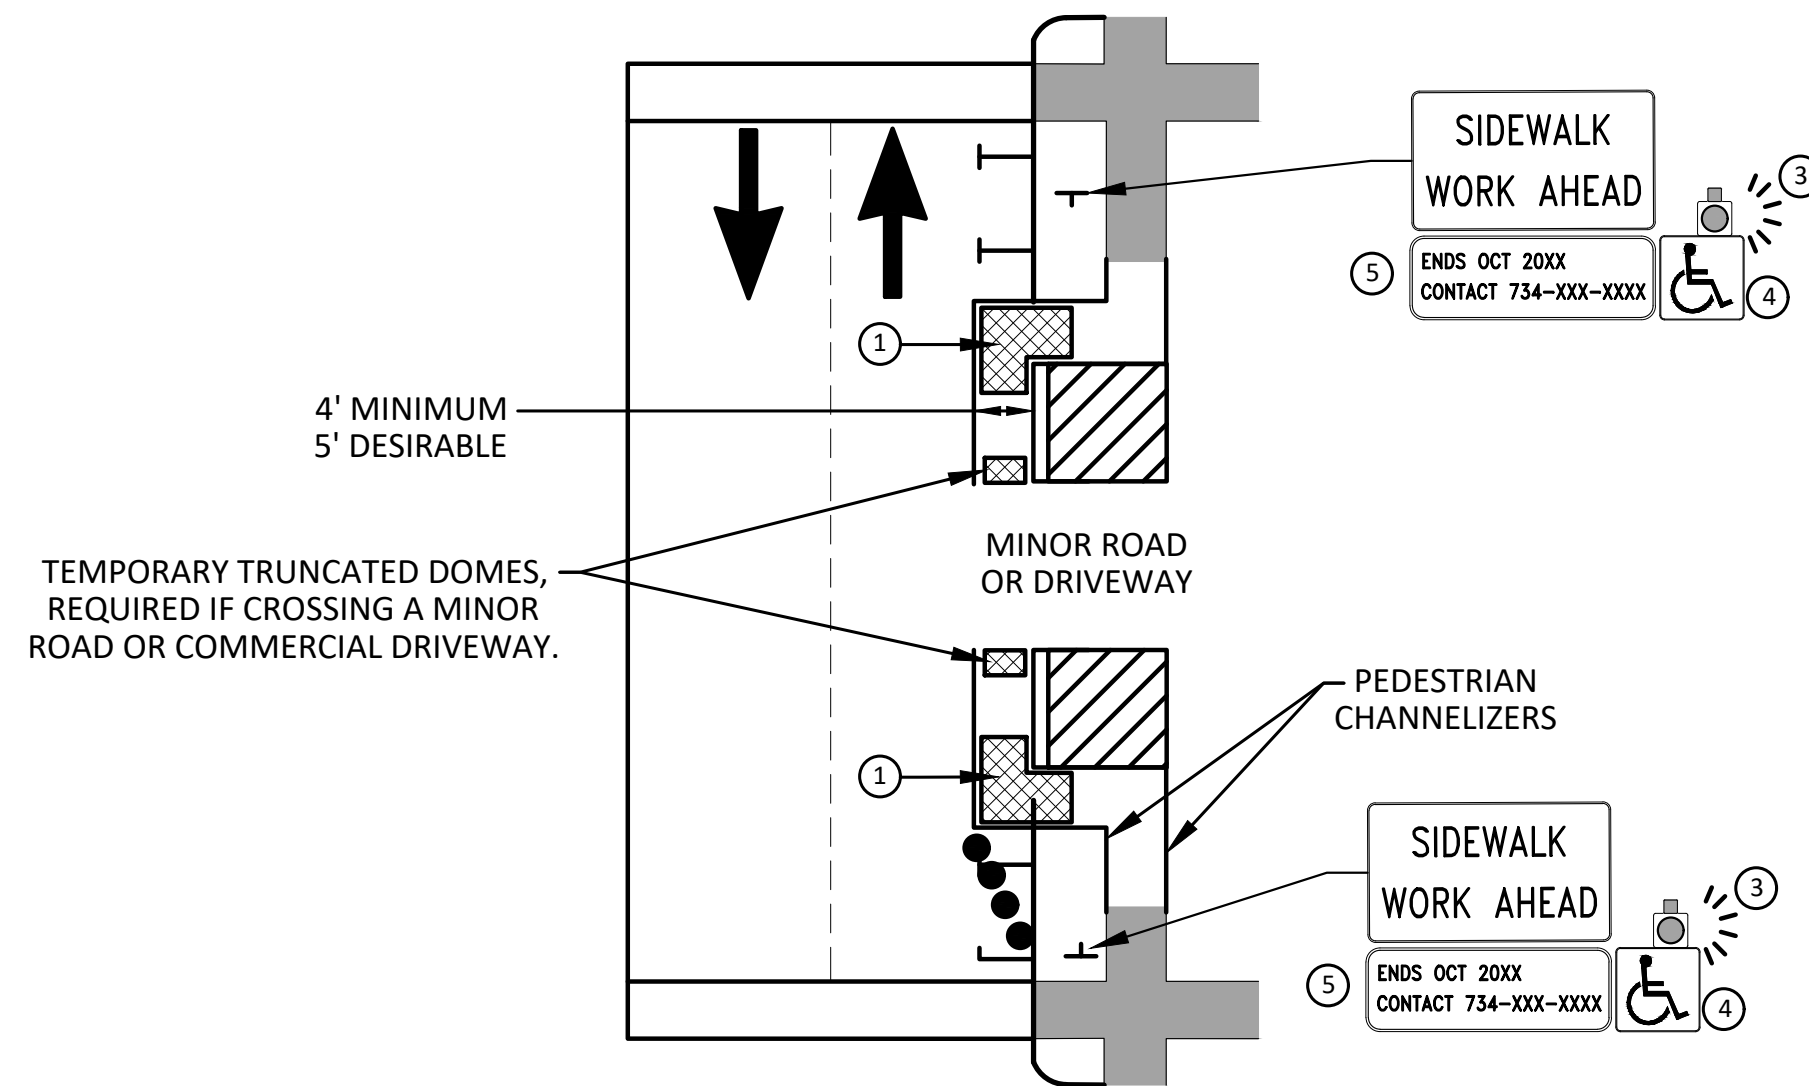 SIDEWALK
WORK AHEAD
3
5
ENDS OCT 20XX
CONTACT 734-XXX-XXXX
4
1
4' MINIMUM
5' DESIRABLE
MINOR ROAD
OR DRIVEWAY
TEMPORARY TRUNCATED DOMES,
REQUIRED IF CROSSING A MINOR
ROAD OR COMMERCIAL DRIVEWAY.
PEDESTRIAN
CHANNELIZERS
1
SIDEWALK
WORK AHEAD
3
5
ENDS OCT 20XX
CONTACT 734-XXX-XXXX
4